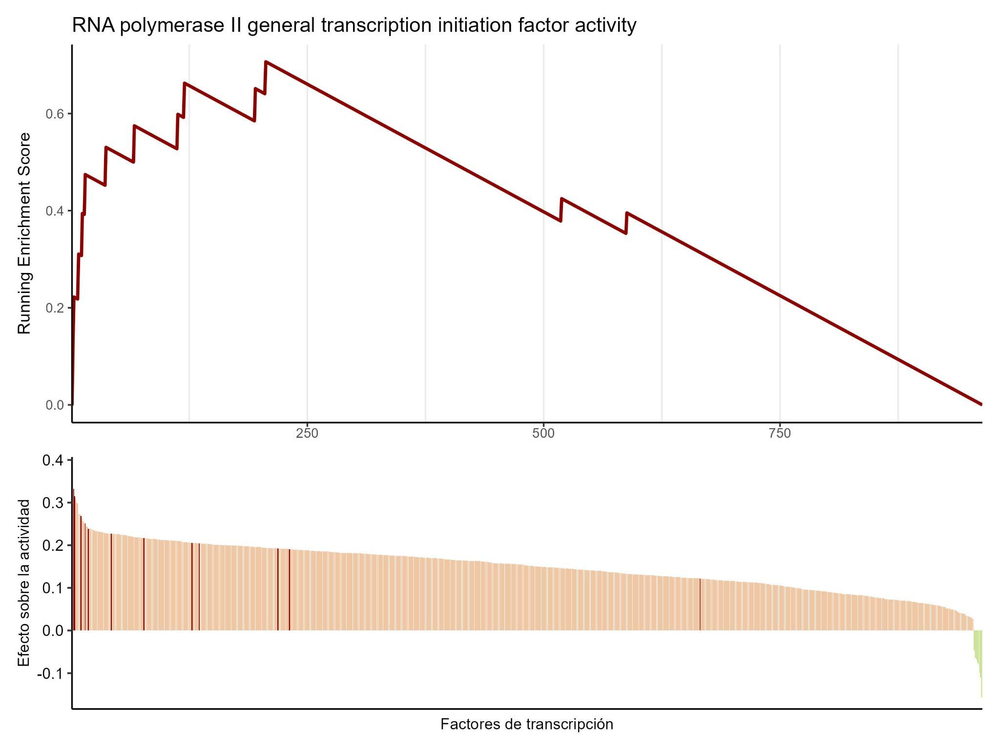 RNA polymerase II general transcription initiation factor activity
Running Enrichment Score
0.6
0.4
0.2
0.0
250 500 750
Efecto sobre la actividad
0.4
0.3
0.2
0.1
0.0
-0.1
Factores de transcripción